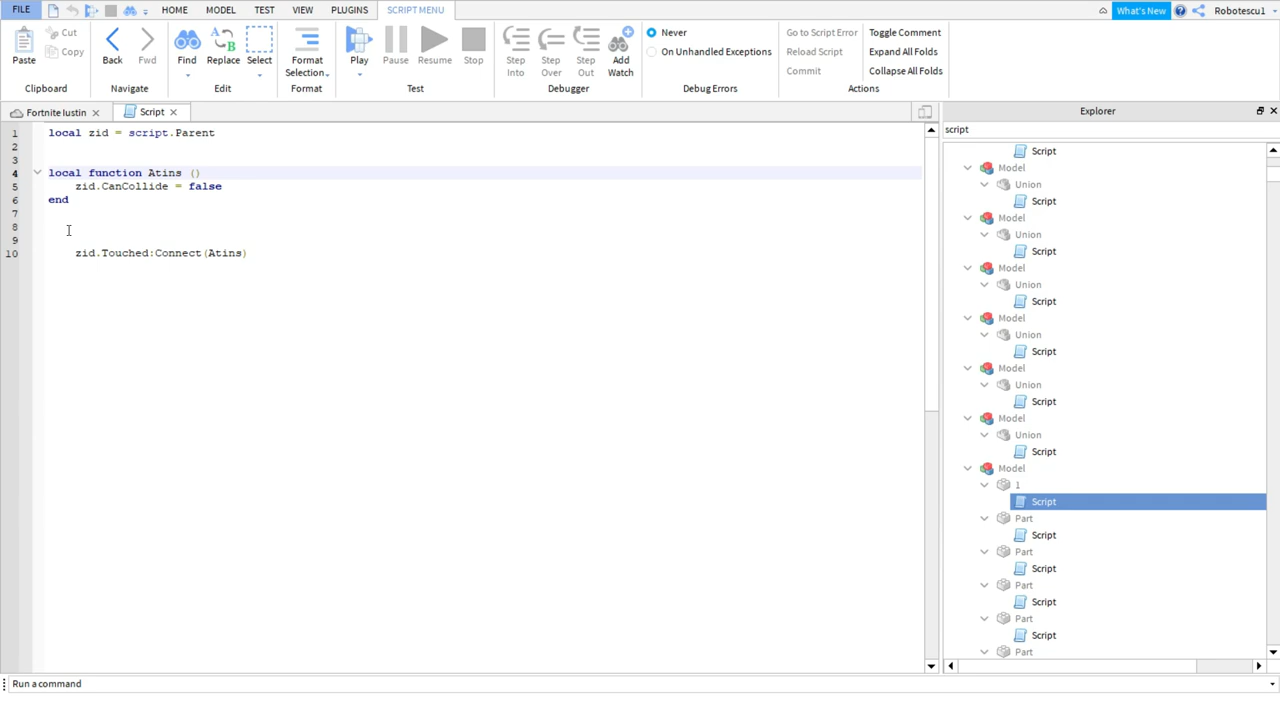 FILE HOME MODEL TEST VIEW PLUGINS SCRIPT MENU What's New Robotescu1
Paste Cut Copy Back Fwd Find Replace Select Format Selection Play Pause Resume Stop Step Into Step Over Step Out Add Watch Never On Unhandled Exceptions Go to Script Error Reload Script Commit Toggle Comment Expand All Folds Collapse All Folds
Clipboard Navigate Edit Format Test Debugger Debug Errors Actions
Fortnite Iustin Script Explorer
script
1 local zid = script.Parent
2
3
4 local function Atins ()
5 zid.CanCollide = false
6 end
7
8
9
10 zid.Touched:Connect(Atins)
Script
Model
Union
Script
Model
Union
Script
Model
Union
Script
Model
Union
Script
Model
Union
Script
Model
Union
Script
Model
1
Script
Part
Script
Part
Script
Part
Script
Part
Script
Part
Run a command